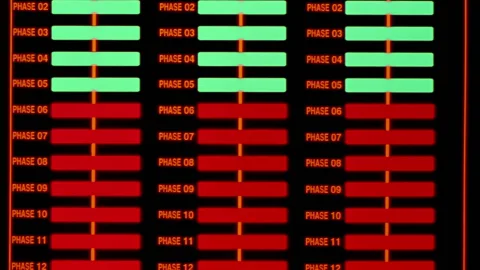 PHASE 02 PHASE 02 PHASE 02
PHASE 03 PHASE 03 PHASE 03
PHASE 04 PHASE 04 PHASE 04
PHASE 05 PHASE 05 PHASE 05
PHASE 06 PHASE 06 PHASE 06
PHASE 07 PHASE 07 PHASE 07
PHASE 08 PHASE 08 PHASE 08
PHASE 09 PHASE 09 PHASE 09
PHASE 10 PHASE 10 PHASE 10
PHASE 11 PHASE 11 PHASE 11
PHASE 12 PHASE 12 PHASE 12